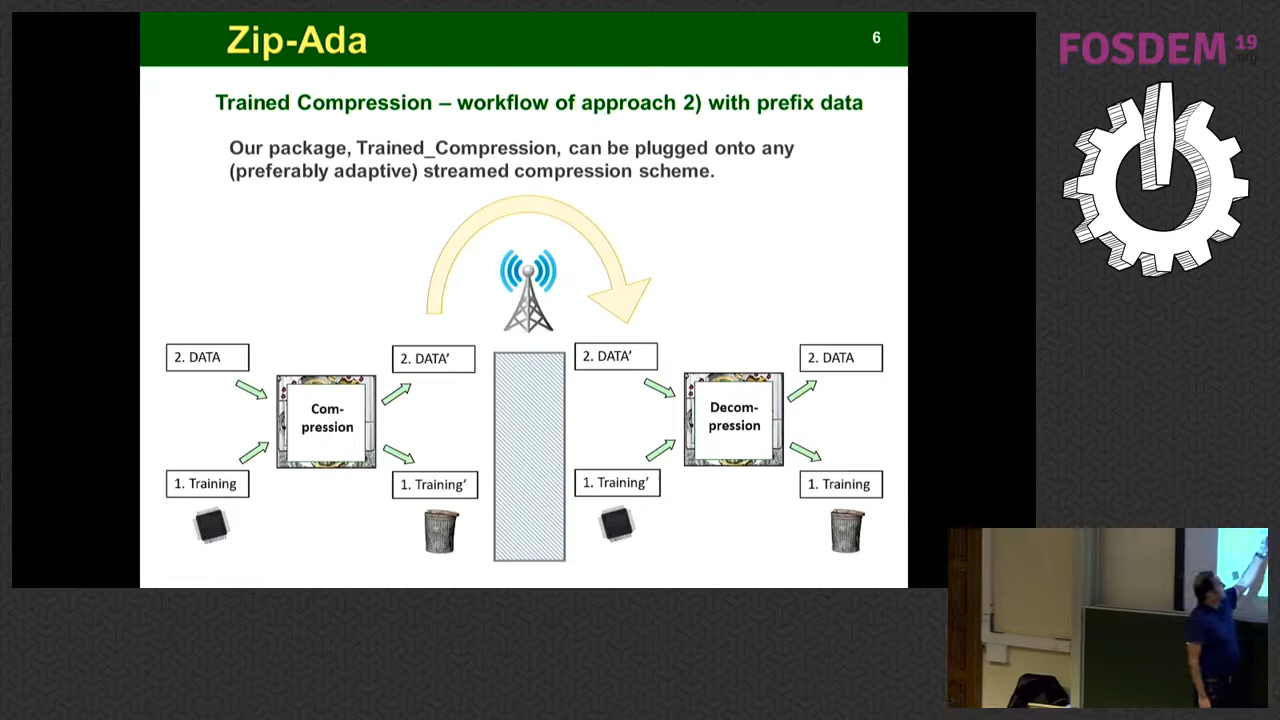 Zip-Ada
6
FOSDEM 19
.org
Trained Compression – workflow of approach 2) with prefix data
Our package, Trained_Compression, can be plugged onto any
(preferably adaptive) streamed compression scheme.
2. DATA
2. DATA′
2. DATA′
2. DATA
Com-
pression
Decom-
pression
1. Training
1. Training′
1. Training′
1. Training